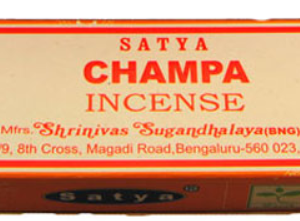 SATYA
CHAMPA
INCENSE
Mfrs. Shrinivas Sugandhalaya (BNG)
/9, 8th Cross, Magadi Road, Bengaluru-560 023,
Satya